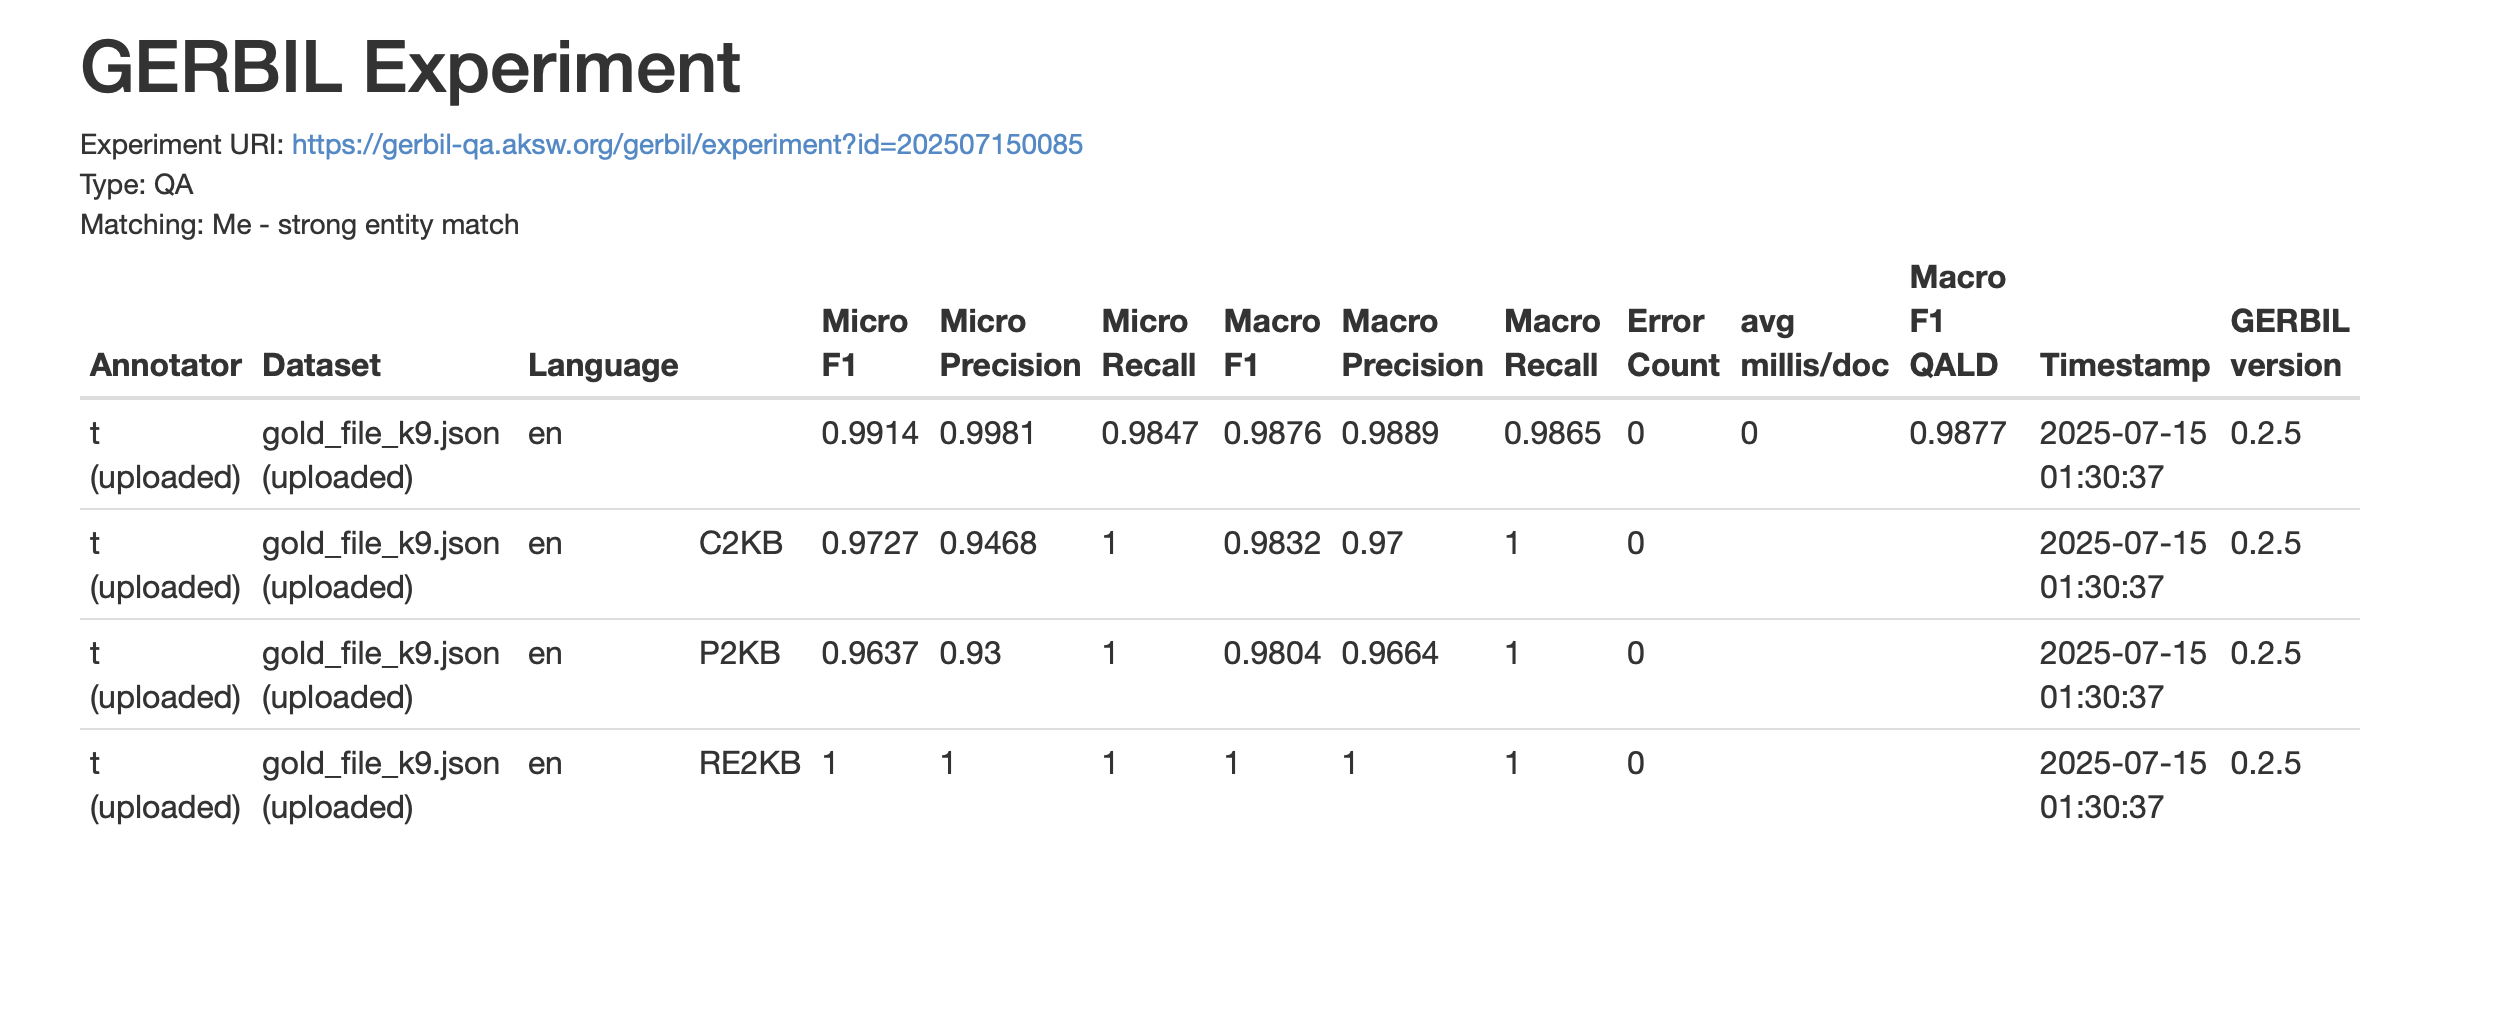 GERBIL Experiment
Experiment URI: https://gerbil-qa.aksw.org/gerbil/experiment?id=202507150085
Type: QA
Matching: Me - strong entity match
Annotator Dataset Language Micro F1 Micro Precision Micro Recall Macro F1 Macro Precision Macro Recall Error Count avg millis/doc Macro F1 QALD Timestamp GERBIL version
t (uploaded) gold_file_k9.json (uploaded) en 0.9914 0.9981 0.9847 0.9876 0.9889 0.9865 0 0 0.9877 2025-07-15 01:30:37 0.2.5
t (uploaded) gold_file_k9.json (uploaded) en C2KB 0.9727 0.9468 1 0.9832 0.97 1 0 2025-07-15 01:30:37 0.2.5
t (uploaded) gold_file_k9.json (uploaded) en P2KB 0.9637 0.93 1 0.9804 0.9664 1 0 2025-07-15 01:30:37 0.2.5
t (uploaded) gold_file_k9.json (uploaded) en RE2KB 1 1 1 1 1 1 0 2025-07-15 01:30:37 0.2.5